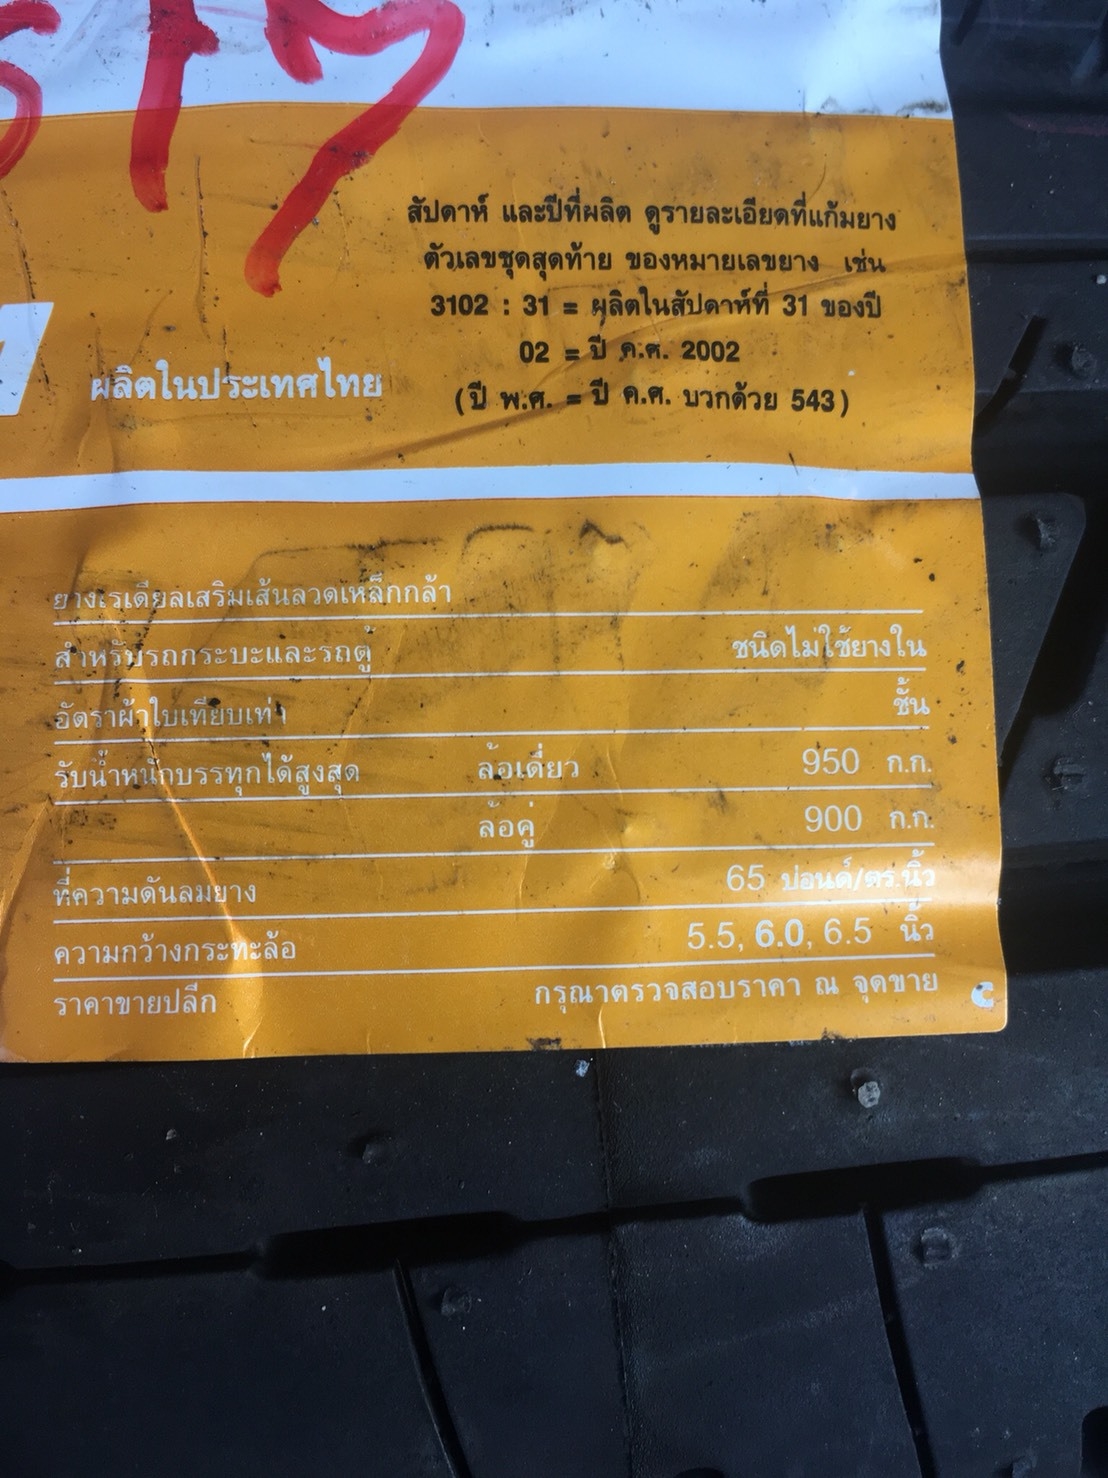 สัปดาห์ และปีที่ผลิต ดูรายละเอียดที่แก้มยาง
ตัวเลขชุดสุดท้าย ของหมายเลขยาง เช่น
3102 : 31 = ผลิตในสัปดาห์ที่ 31 ของปี
02 = ปี ค.ศ. 2002
(ปี พ.ศ. = ปี ค.ศ. บวกด้วย 543)
ผลิตในประเทศไทย
ยางเรเดียลเสริมเส้นลวดเหล็กกล้า
สำหรับรถกระบะและรถตู้ ชนิดไม่ใช้ยางใน
อัตราผ้าใบเทียบเท่า ชั้น
รับน้ำหนักบรรทุกได้สูงสุด ล้อเดี่ยว 950 ก.ก.
ล้อคู่ 900 ก.ก.
ที่ความดันลมยาง 65 ปอนด์/ตร.นิ้ว
ความกว้างกระทะล้อ 5.5, 6.0, 6.5 นิ้ว
ราคาขายปลีก กรุณาตรวจสอบราคา ณ จุดขาย
C